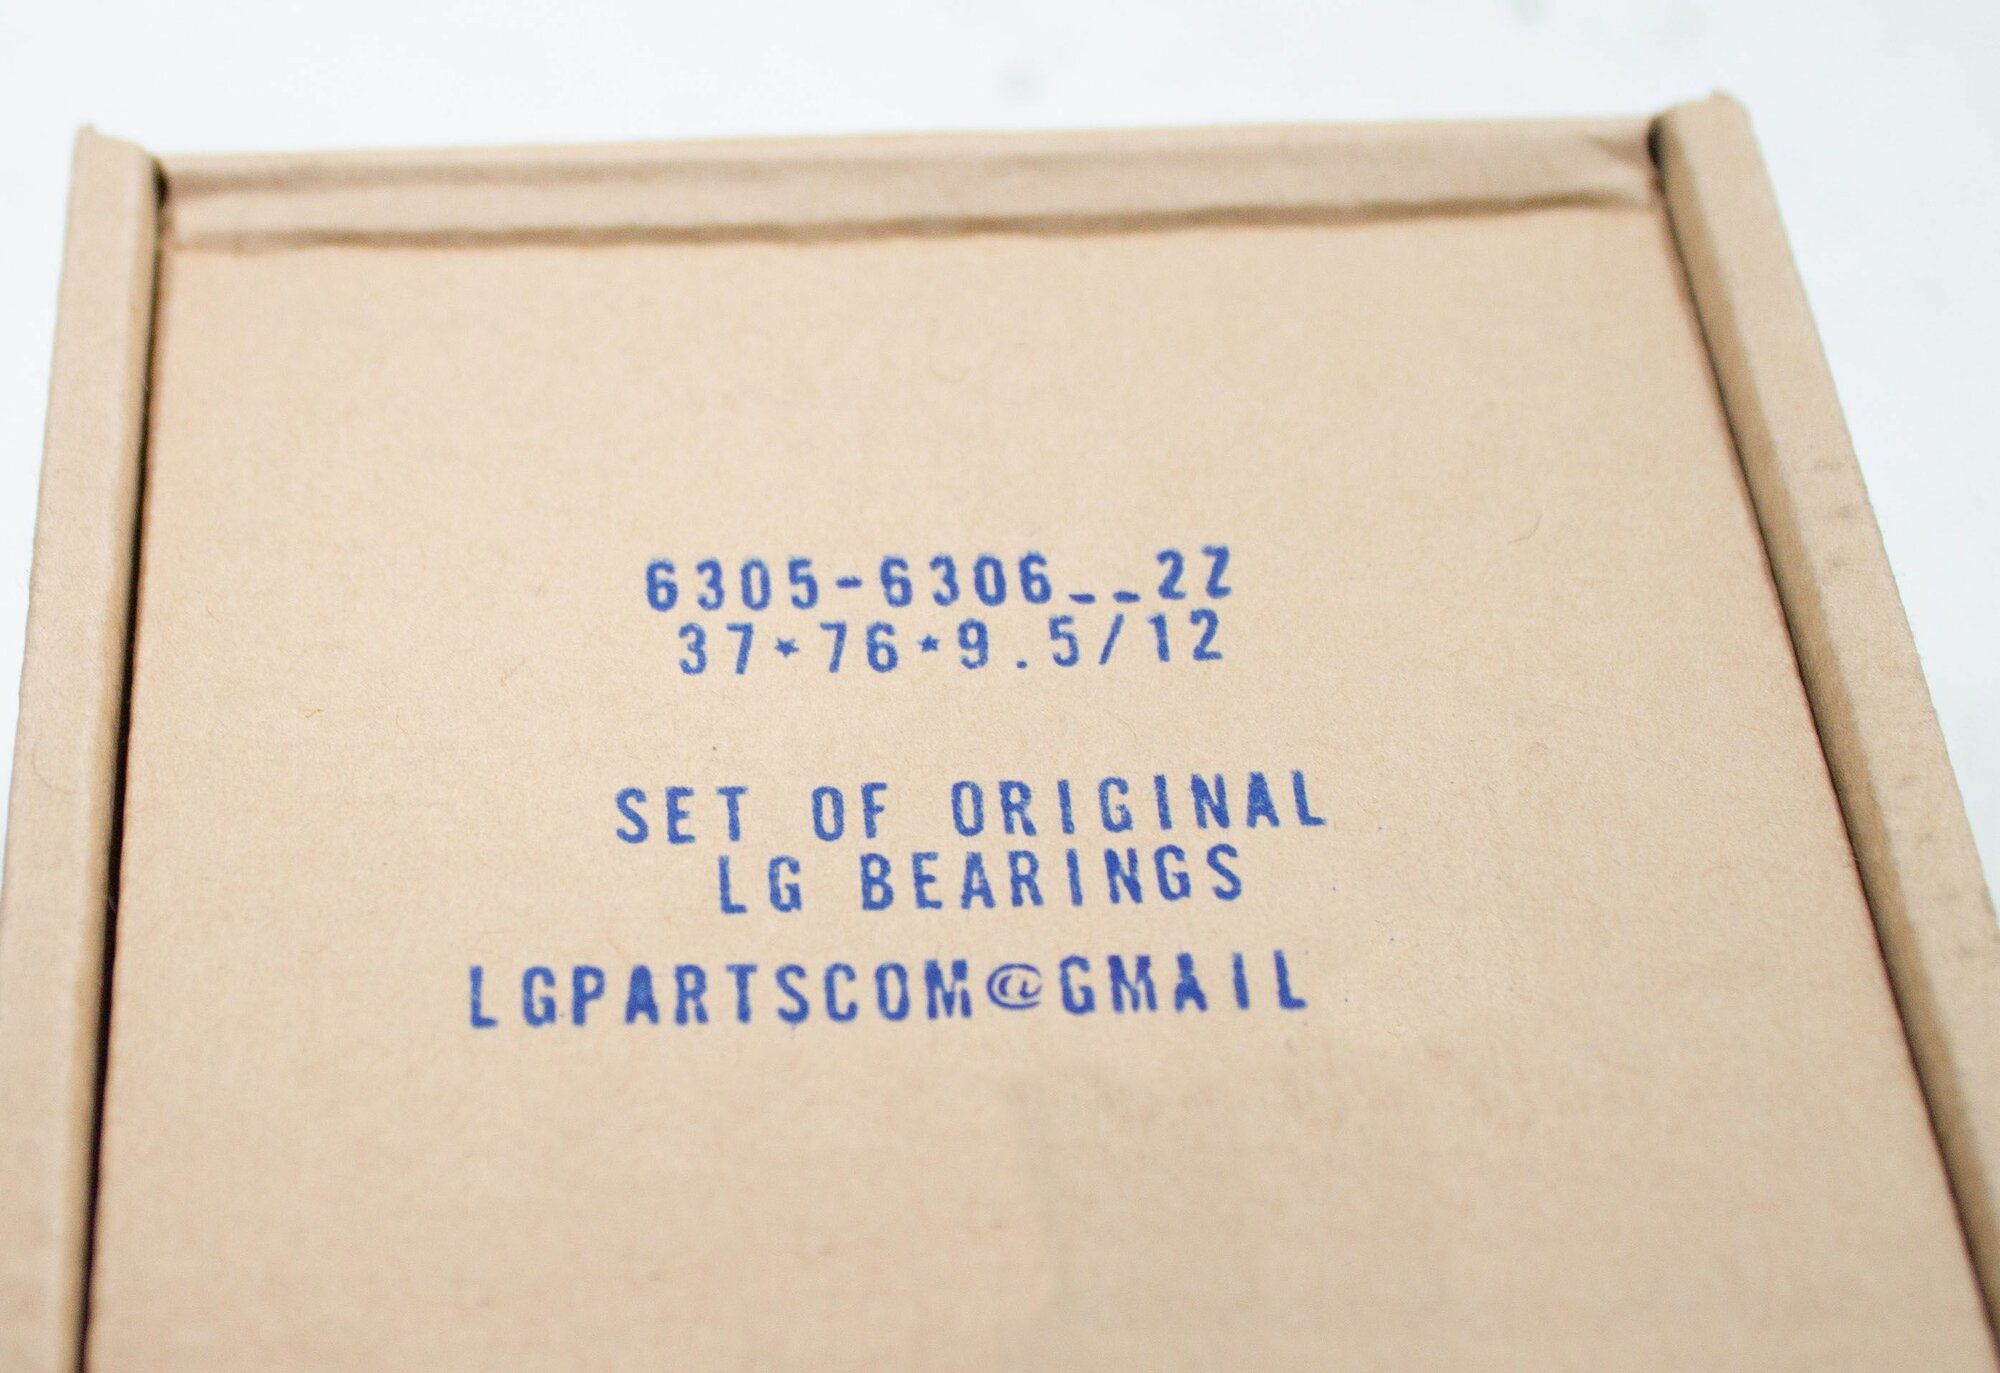 6305-6306__2Z
37*76*9.5/12
SET OF ORIGINAL
LG BEARINGS
LGPARTSCOM@GMAIL